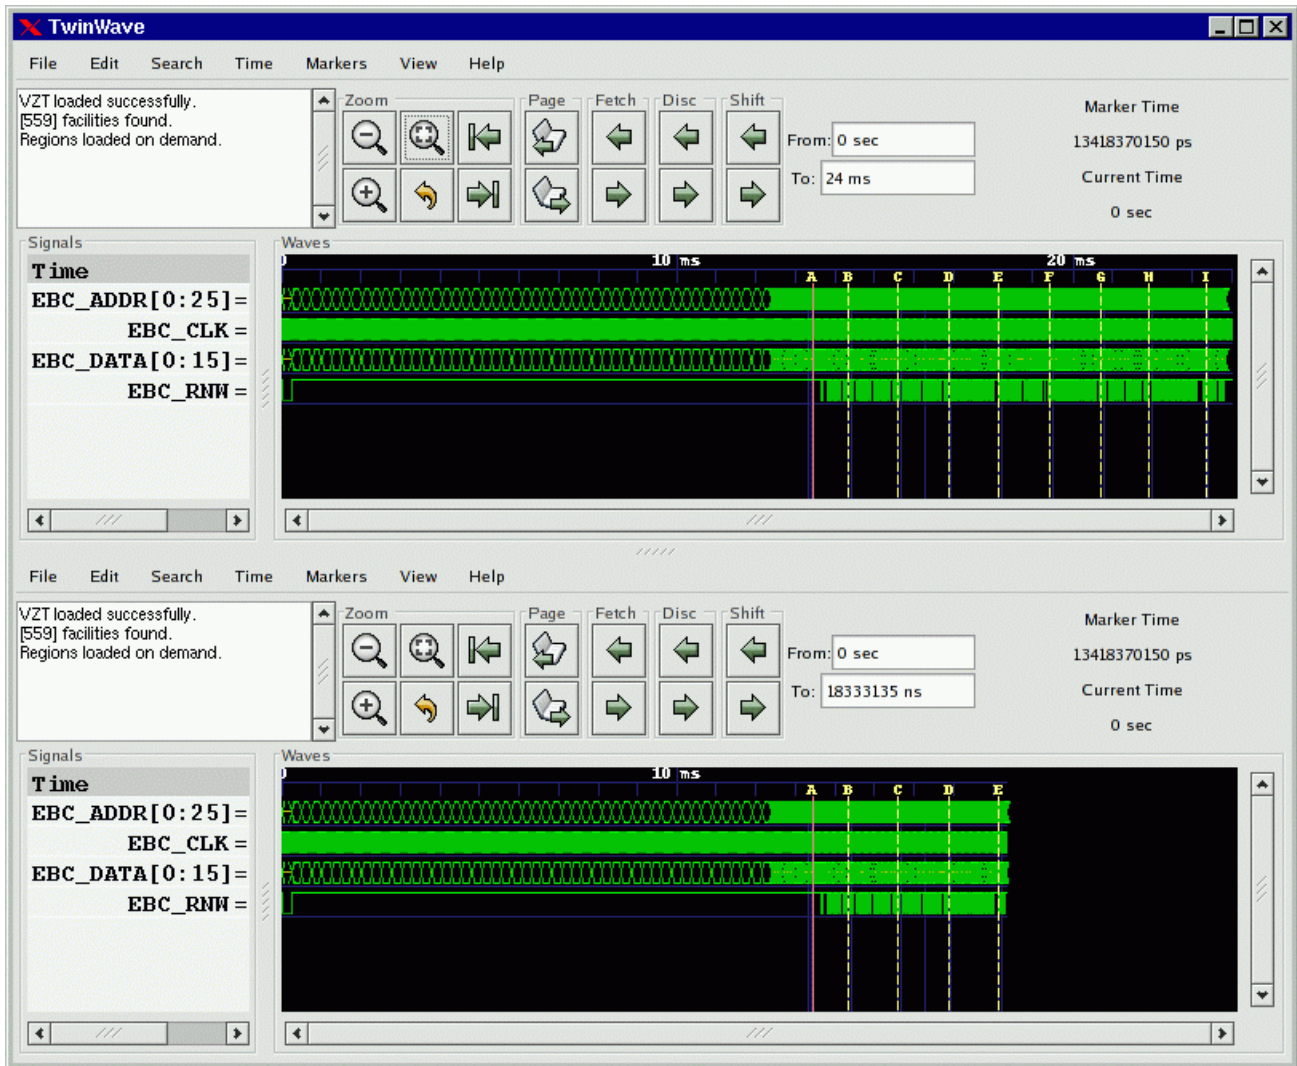 TwinWave
File Edit Search Time Markers View Help
VZT loaded successfully.
[559] facilities found.
Regions loaded on demand.
Zoom Page Fetch Disc Shift
From: 0 sec
To: 24 ms
Marker Time
13418370150 ps
Current Time
0 sec
Signals
Time
EBC_ADDR[0:25]=
EBC_CLK =
EBC_DATA[0:15]=
EBC_RNW =
Waves
0 10 ms 20 ms
A B C D E F G H I
File Edit Search Time Markers View Help
VZT loaded successfully.
[559] facilities found.
Regions loaded on demand.
Zoom Page Fetch Disc Shift
From: 0 sec
To: 18333135 ns
Marker Time
13418370150 ps
Current Time
0 sec
Signals
Time
EBC_ADDR[0:25]=
EBC_CLK =
EBC_DATA[0:15]=
EBC_RNW =
Waves
0 10 ms
A B C D E